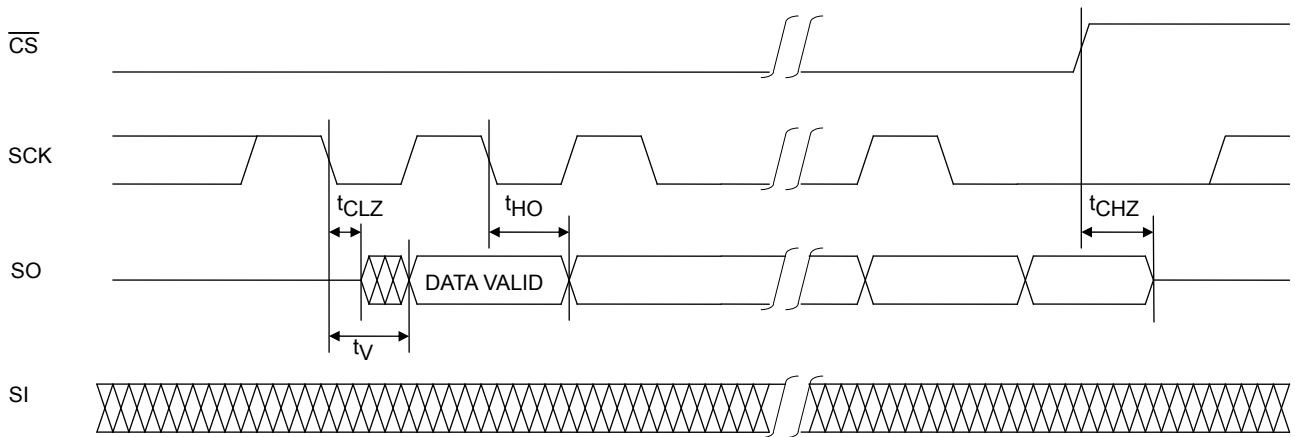 CS
SCK
tCLZ
tHO
tCHZ
SO
DATA VALID
tV
SI